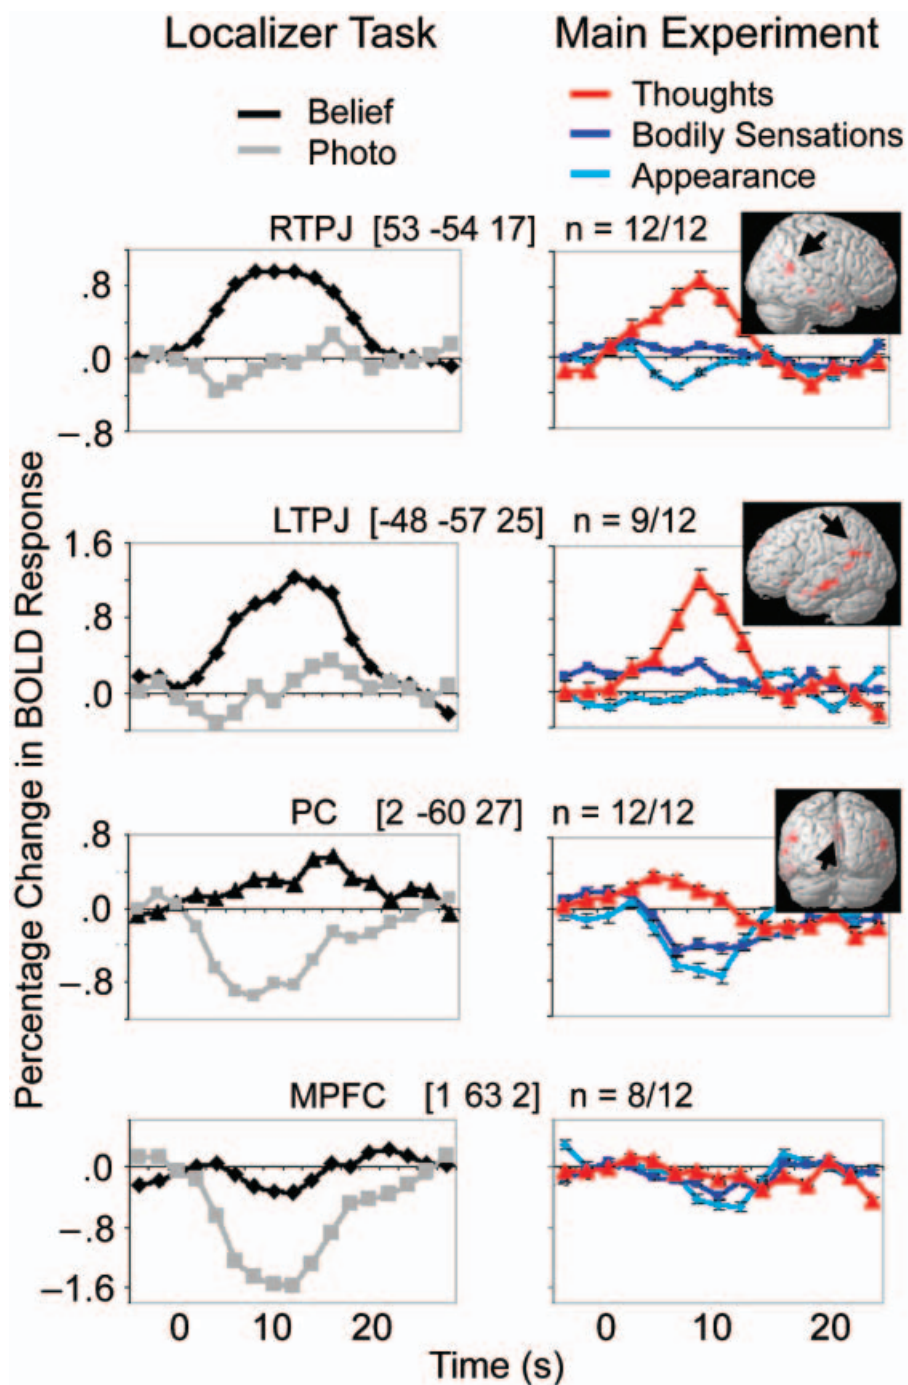 Localizer Task
Main Experiment
Belief
Photo
Thoughts
Bodily Sensations
Appearance
Percentage Change in BOLD Response
RTPJ [53 -54 17] n = 12/12
.8
.0
–.8
LTPJ [-48 -57 25] n = 9/12
1.6
.8
.0
PC [2 -60 27] n = 12/12
.8
.0
–.8
MPFC [1 63 2] n = 8/12
.0
–.8
–1.6
0 10 20 0 10 20
Time (s)